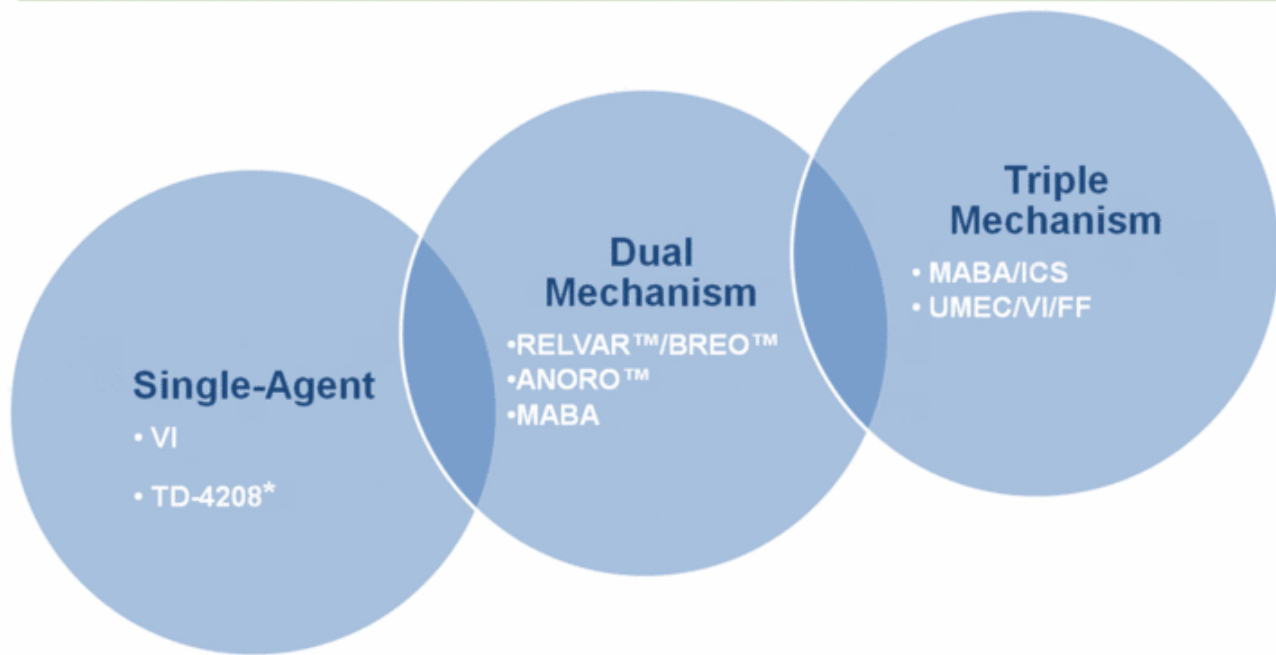 Single-Agent
• VI
• TD-4208*
Dual
Mechanism
•RELVAR™/BREO™
•ANORO™
•MABA
Triple
Mechanism
• MABA/ICS
• UMEC/VI/FF